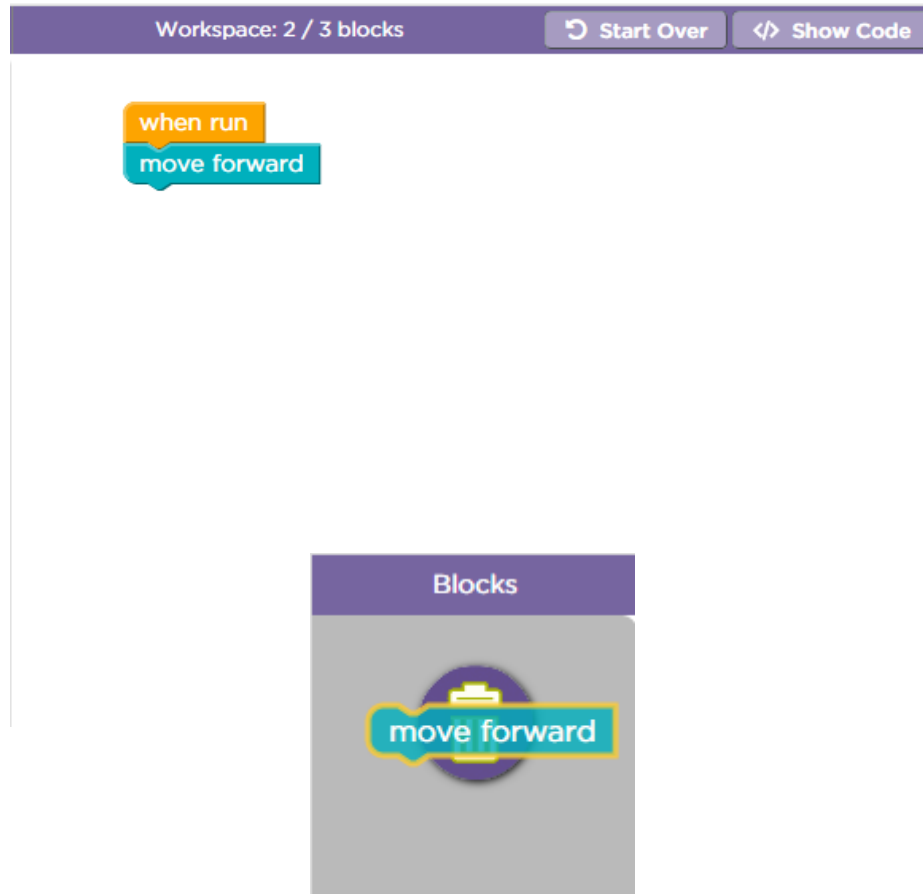 Workspace: 2 / 3 blocks Start Over </> Show Code
when run
move forward
Blocks
move forward